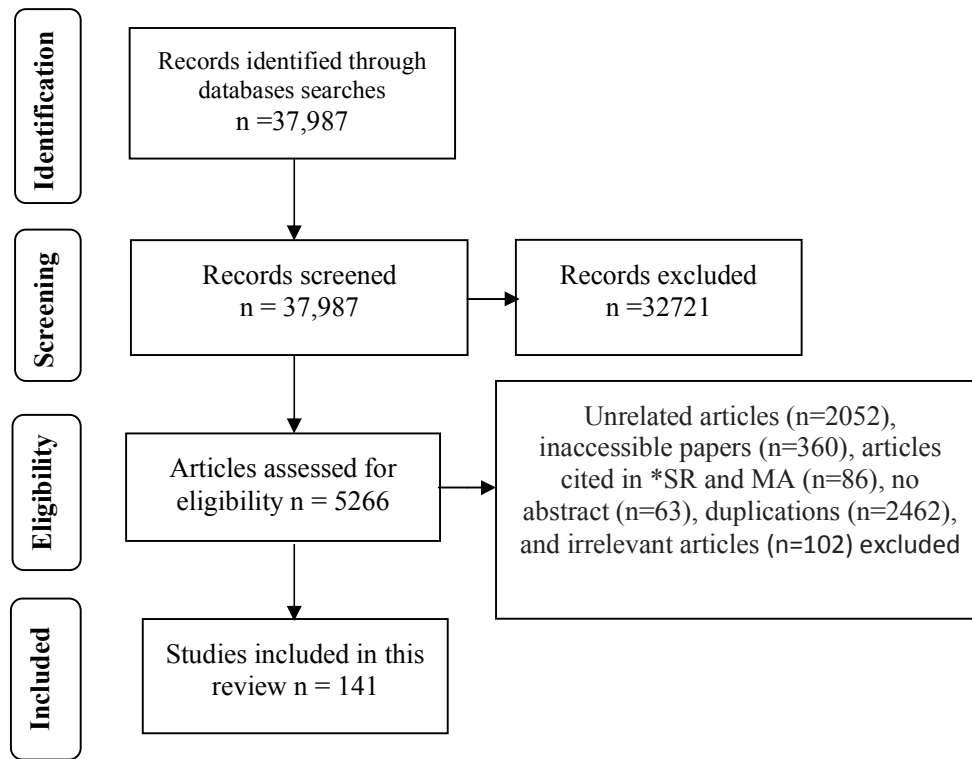 Identification
Records identified through
databases searches
n =37,987
Screening
Records screened
n = 37,987
Records excluded
n =32721
Eligibility
Articles assessed for
eligibility n = 5266
Unrelated articles (n=2052),
inaccessible papers (n=360), articles
cited in *SR and MA (n=86), no
abstract (n=63), duplications (n=2462),
and irrelevant articles (n=102) excluded
Included
Studies included in this
review n = 141